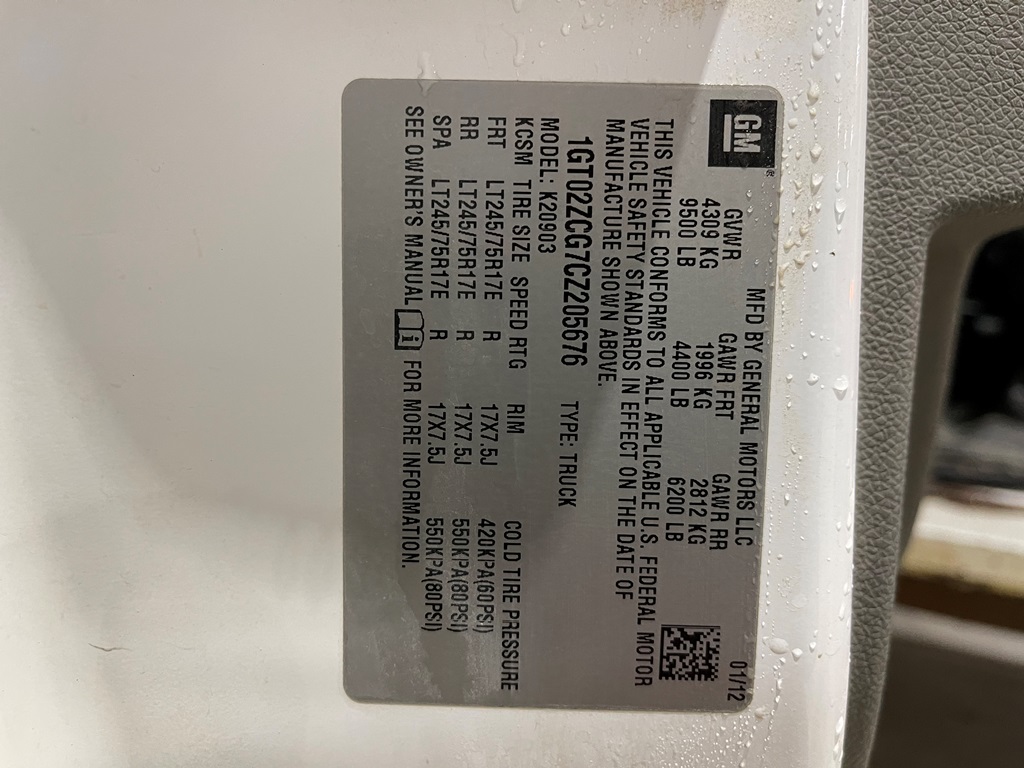 GM
MFD BY GENERAL MOTORS LLC 01/12
GVWR GAWR FRT GAWR RR
4309 KG 1996 KG 2812 KG
9500 LB 4400 LB 6200 LB
THIS VEHICLE CONFORMS TO ALL APPLICABLE U.S. FEDERAL MOTOR
VEHICLE SAFETY STANDARDS IN EFFECT ON THE DATE OF
MANUFACTURE SHOWN ABOVE.
1GT02ZCG7CZ205676 TYPE: TRUCK
MODEL: K20903
KCSM TIRE SIZE SPEED RTG RIM COLD TIRE PRESSURE
FRT LT245/75R17E R 17X7.5J 420KPA(60PSI)
RR LT245/75R17E R 17X7.5J 550KPA(80PSI)
SPA LT245/75R17E R 17X7.5J 550KPA(80PSI)
SEE OWNER'S MANUAL i FOR MORE INFORMATION.